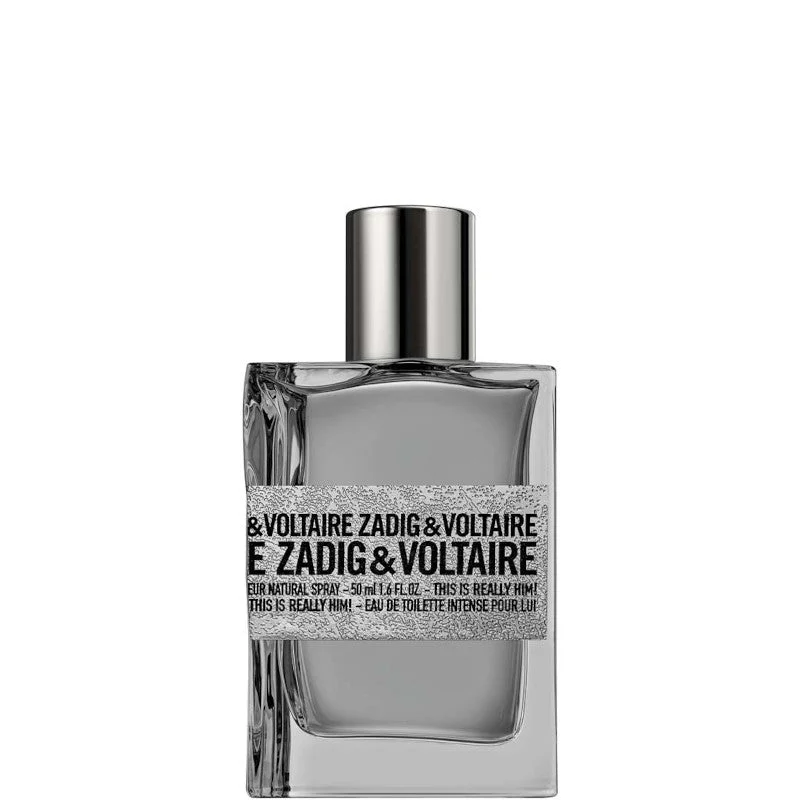 &VOLTAIRE ZADIG&VOLTAIRE
E ZADIG&VOLTAIRE
EUR NATURAL SPRAY – 50 ml 1.6 FL.OZ. – THIS IS REALLY HIM!
THIS IS REALLY HIM! – EAU DE TOILETTE INTENSE POUR LUI